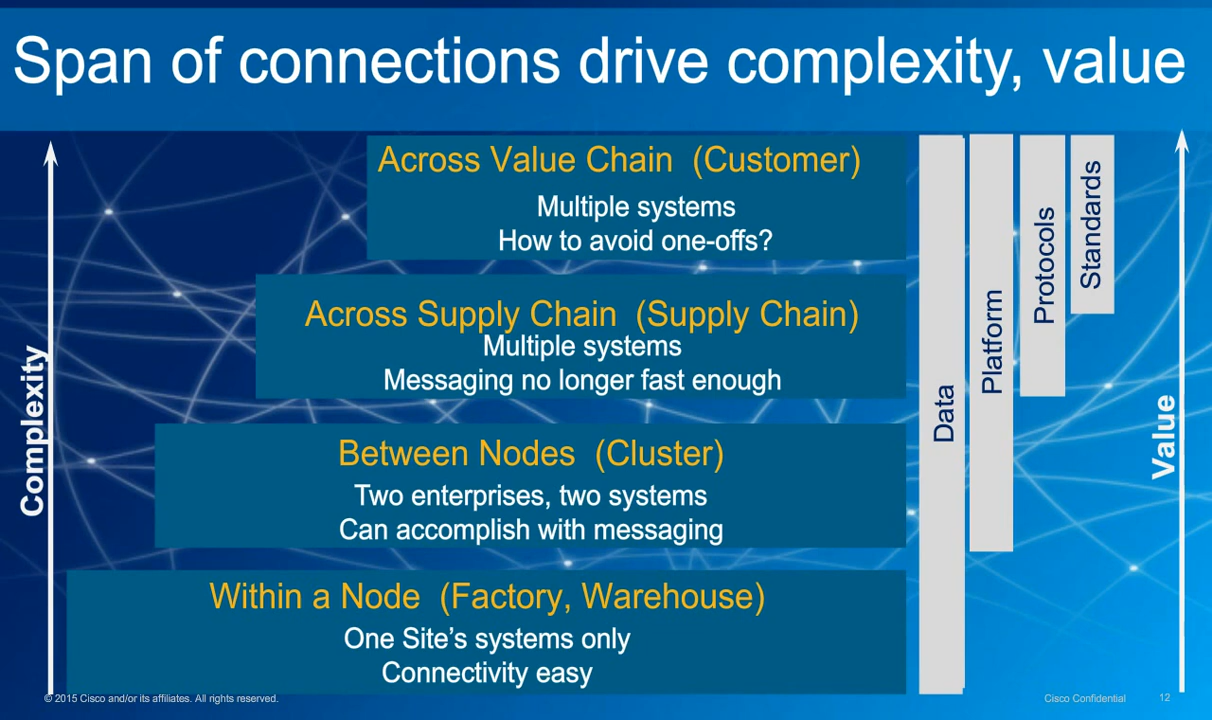 Span of connections drive complexity, value
Across Value Chain (Customer)
Multiple systems
How to avoid one-offs?
Across Supply Chain (Supply Chain)
Multiple systems
Messaging no longer fast enough
Between Nodes (Cluster)
Two enterprises, two systems
Can accomplish with messaging
Within a Node (Factory, Warehouse)
One Site's systems only
Connectivity easy
Complexity
Data
Platform
Protocols
Standards
Value
© 2015 Cisco and/or its affiliates. All rights reserved.
Cisco Confidential 12